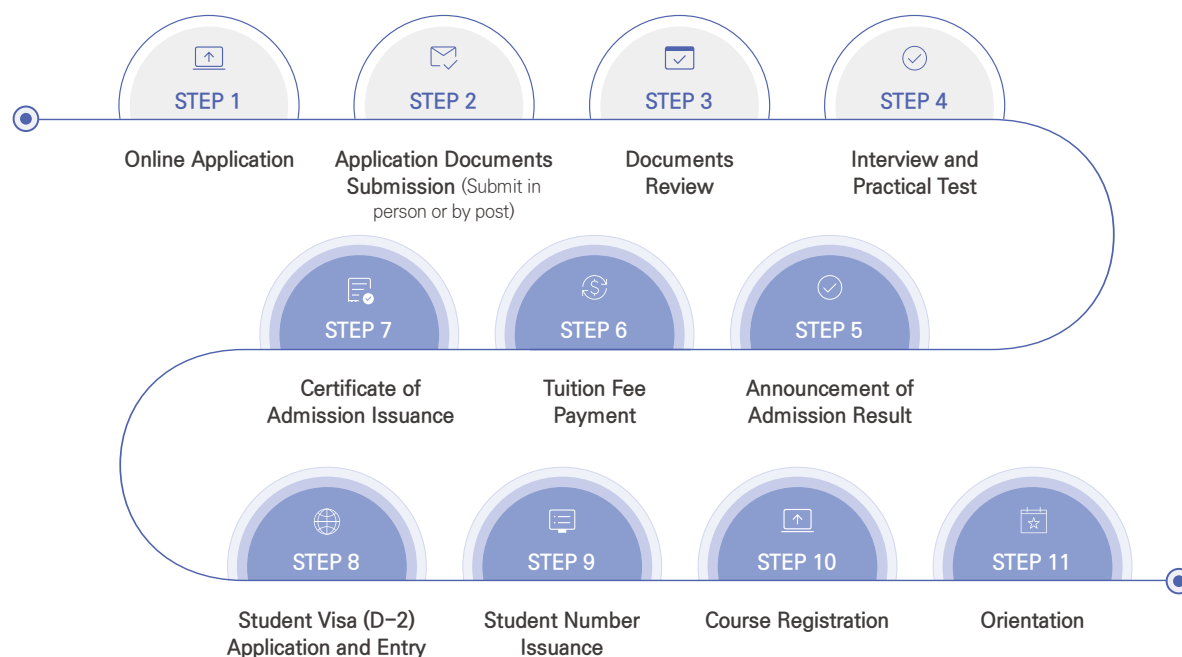 STEP 1
STEP 2
STEP 3
STEP 4
Online Application
Application Documents
Submission (Submit in
person or by post)
Documents
Review
Interview and
Practical Test
STEP 7
STEP 6
STEP 5
Certificate of
Admission Issuance
Tuition Fee
Payment
Announcement of
Admission Result
STEP 8
STEP 9
STEP 10
STEP 11
Student Visa (D-2)
Application and Entry
Student Number
Issuance
Course Registration
Orientation